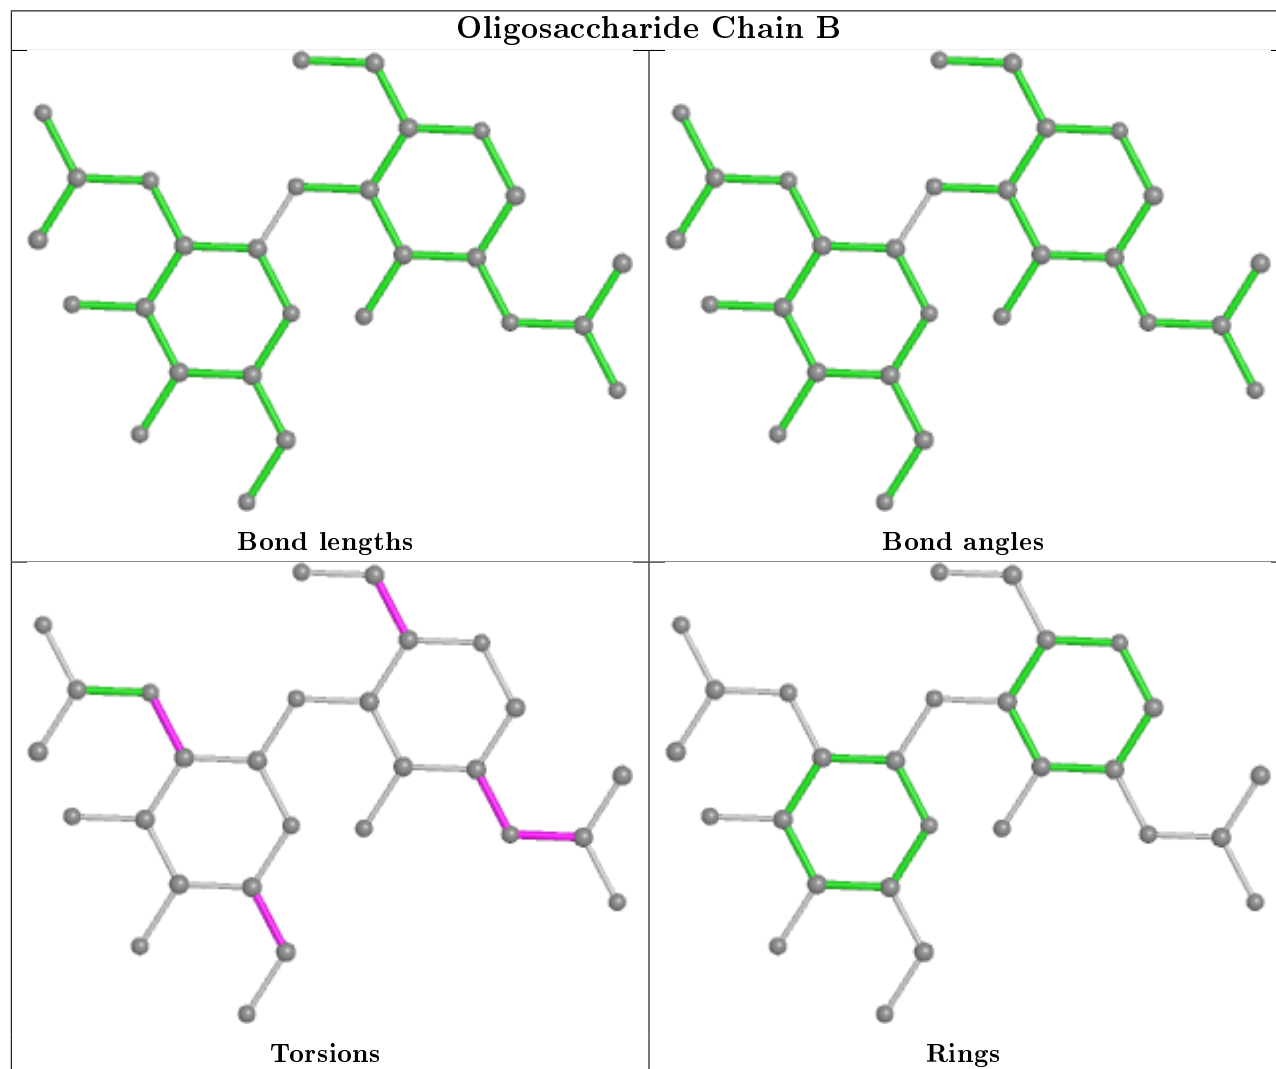 Oligosaccharide Chain B
Bond lengths
Bond angles
Torsions
Rings